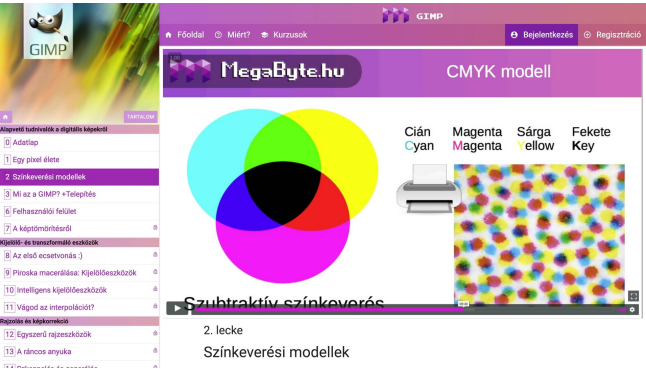 GIMP
GIMP
Főoldal
Miért?
Kurzusok
Bejelentkezés
Regisztráció
TARTALOM
Alapvető tudnivalók a digitális képekről
0 Adatlap
1 Egy pixel élete
2 Színkeverési modellek
3 Mi az a GIMP? +Telepítés
6 Felhasználói felület
7 A képtömörítésről
Kijelölő- és transzformáló eszközök
8 Az első ecsetvonás :)
9 Piroska macerálása: Kijelölőeszközök
10 Intelligens kijelölőeszközök
11 Vágod az interpolációt?
Rajzolás és képkorrekció
12 Egyszerű rajzeszközök
13 A ráncos anyuka
MegaByte.hu
CMYK modell
Cián Magenta Sárga Fekete
Cyan Magenta Yellow Key
Szubtraktív színkeverés
2. lecke
Színkeverési modellek